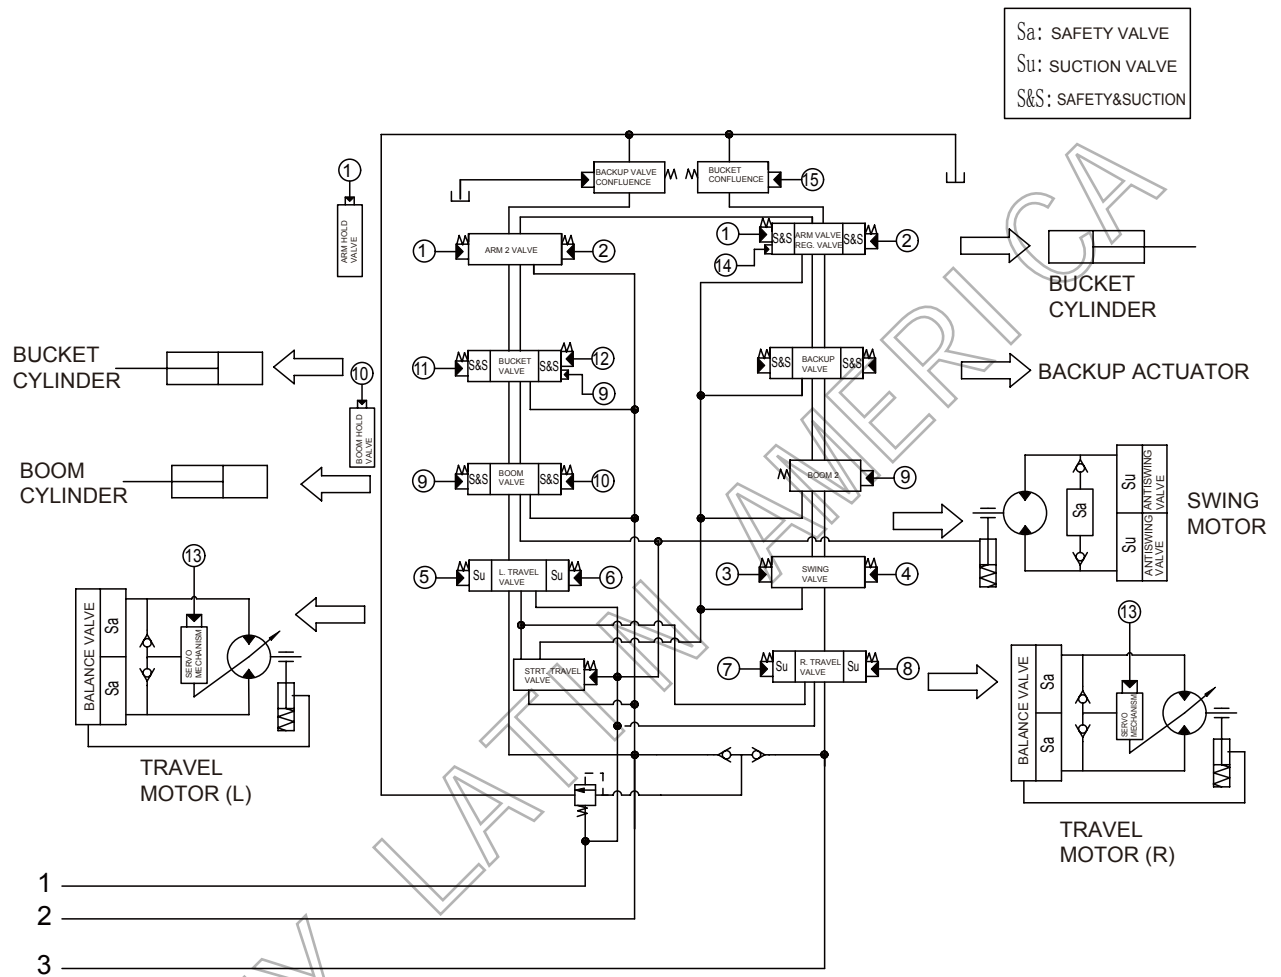 Sa: SAFETY VALVE
Su: SUCTION VALVE
S&S: SAFETY&SUCTION
1
ARM HOLD
VALVE
BACKUP VALVE
CONFLUENCE
BUCKET
CONFLUENCE
15
1
ARM 2 VALVE
2
1
14
S&S
ARM VALVE
REG. VALVE
S&S
2
BUCKET
CYLINDER
BUCKET
CYLINDER
10
BOOM HOLD
VALVE
11
S&S
BUCKET
VALVE
S&S
12
9
S&S
BACKUP
VALVE
S&S
BACKUP ACTUATOR
BOOM
CYLINDER
9
S&S
BOOM
VALVE
S&S
10
BOOM 2
9
Sa
Su
ANTISWING
VALVE
Su
ANTISWING
VALVE
SWING
MOTOR
5
Su
L. TRAVEL
VALVE
Su
6
3
SWING
VALVE
4
13
BALANCE VALVE
Sa
Sa
SERVO
MECHANISM
TRAVEL
MOTOR (L)
STRT. TRAVEL
VALVE
7
Su
R. TRAVEL
VALVE
Su
8
13
BALANCE VALVE
Sa
Sa
SERVO
MECHANISM
TRAVEL
MOTOR (R)
1
2
3
LATIN AMERICA